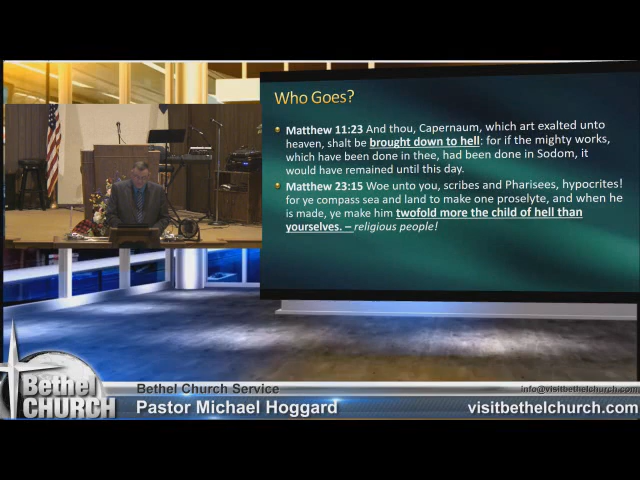 Who Goes?
Matthew 11:23 And thou, Capernaum, which art exalted unto
heaven, shalt be brought down to hell: for if the mighty works,
which have been done in thee, had been done in Sodom, it
would have remained until this day.
Matthew 23:15 Woe unto you, scribes and Pharisees, hypocrites!
for ye compass sea and land to make one proselyte, and when he
is made, ye make him twofold more the child of hell than
yourselves. – religious people!
Bethel
CHURCH
Bethel Church Service
info@visitbethelchurch.com
Pastor Michael Hoggard
visitbethelchurch.com